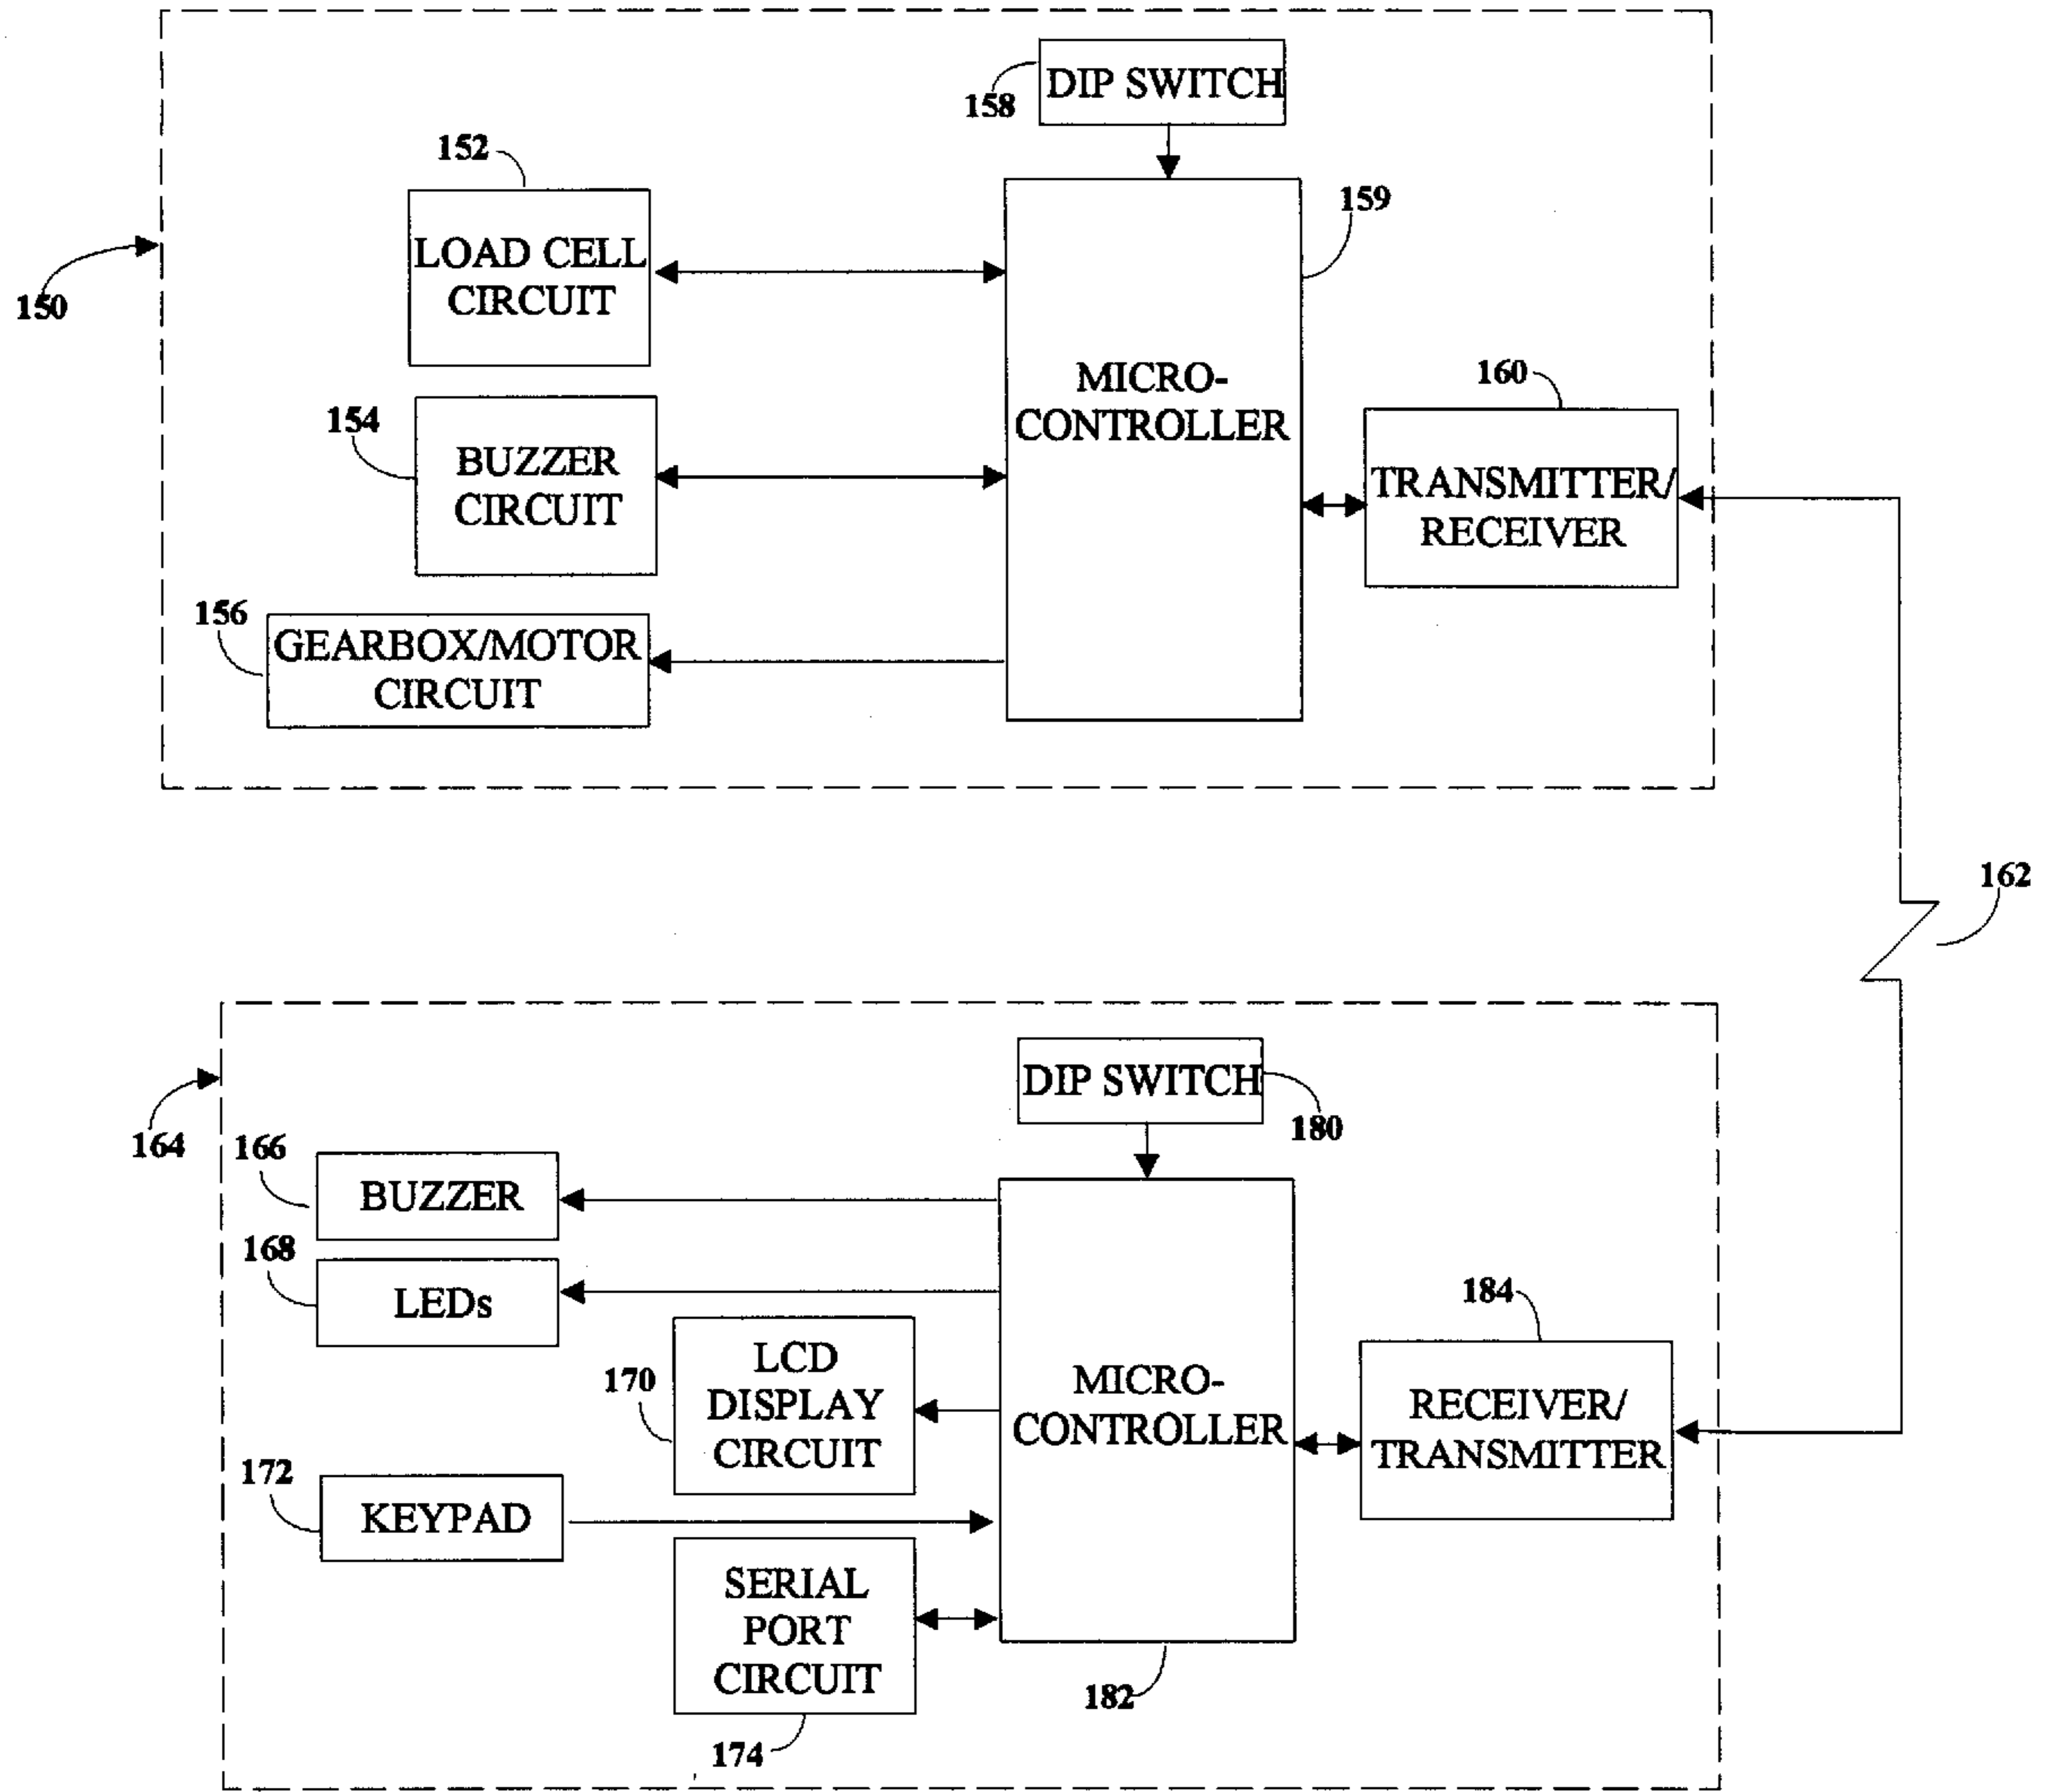 DIP SWITCH
158
152
159
LOAD CELL
CIRCUIT
150
MICRO-
CONTROLLER
160
154
BUZZER
CIRCUIT
TRANSMITTER/
RECEIVER
156
GEARBOX/MOTOR
CIRCUIT
162
DIP SWITCH
180
164
166
BUZZER
168
LEDs
184
LCD
DISPLAY
CIRCUIT
170
MICRO-
CONTROLLER
RECEIVER/
TRANSMITTER
172
KEYPAD
SERIAL
PORT
CIRCUIT
182
174